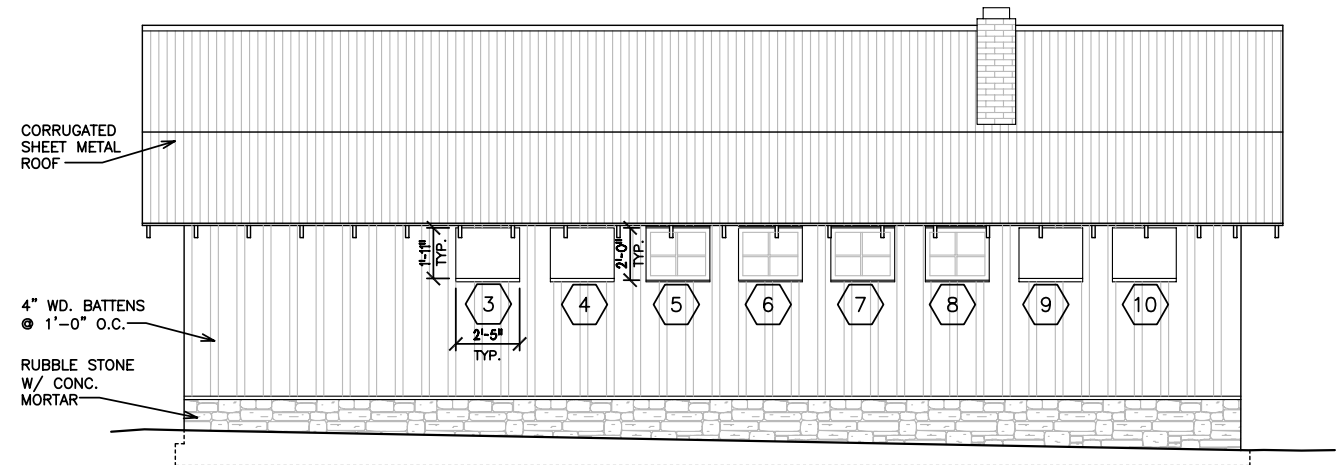 CORRUGATED
SHEET METAL
ROOF
1'-11"
TYP.
2'-0"
TYP.
3
4
5
6
7
8
9
10
2'-5"
TYP.
4" WD. BATTENS
@ 1'-0" O.C.
RUBBLE STONE
W/ CONC.
MORTAR